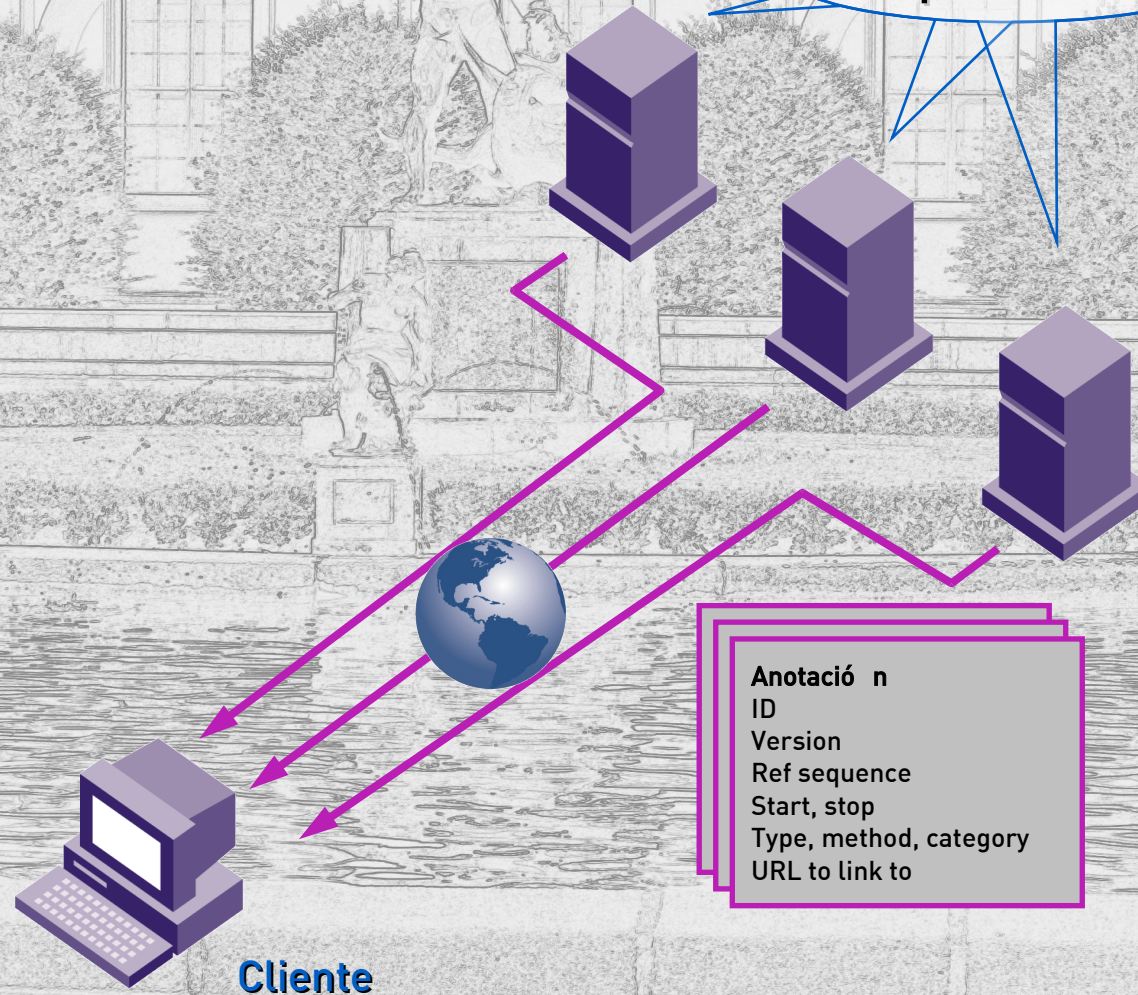 Anotació n
ID
Version
Ref sequence
Start, stop
Type, method, category
URL to link to
Cliente